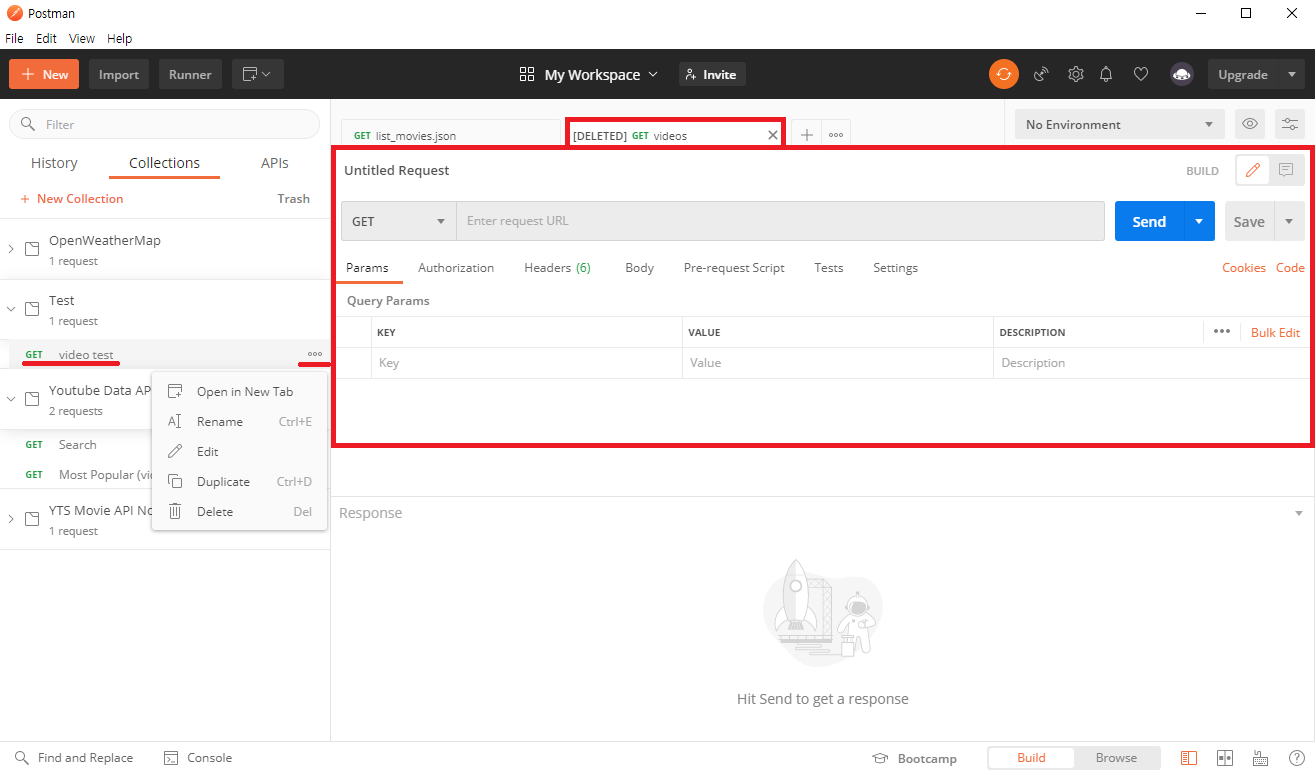 Postman
File Edit View Help
New Import Runner My Workspace Invite Upgrade
Filter
History Collections APIs
New Collection Trash
OpenWeatherMap
1 request
Test
1 request
GET video test
Youtube Data AP
2 requests
GET Search
GET Most Popular (vi
YTS Movie API No
1 request
Open in New Tab
Rename Ctrl+E
Edit
Duplicate Ctrl+D
Delete Del
GET list_movies.json
[DELETED] GET videos
No Environment
Untitled Request
BUILD
GET Enter request URL Send Save
Params Authorization Headers (6) Body Pre-request Script Tests Settings Cookies Code
Query Params
KEY VALUE DESCRIPTION Bulk Edit
Key Value Description
Response
Hit Send to get a response
Find and Replace Console Bootcamp Build Browse